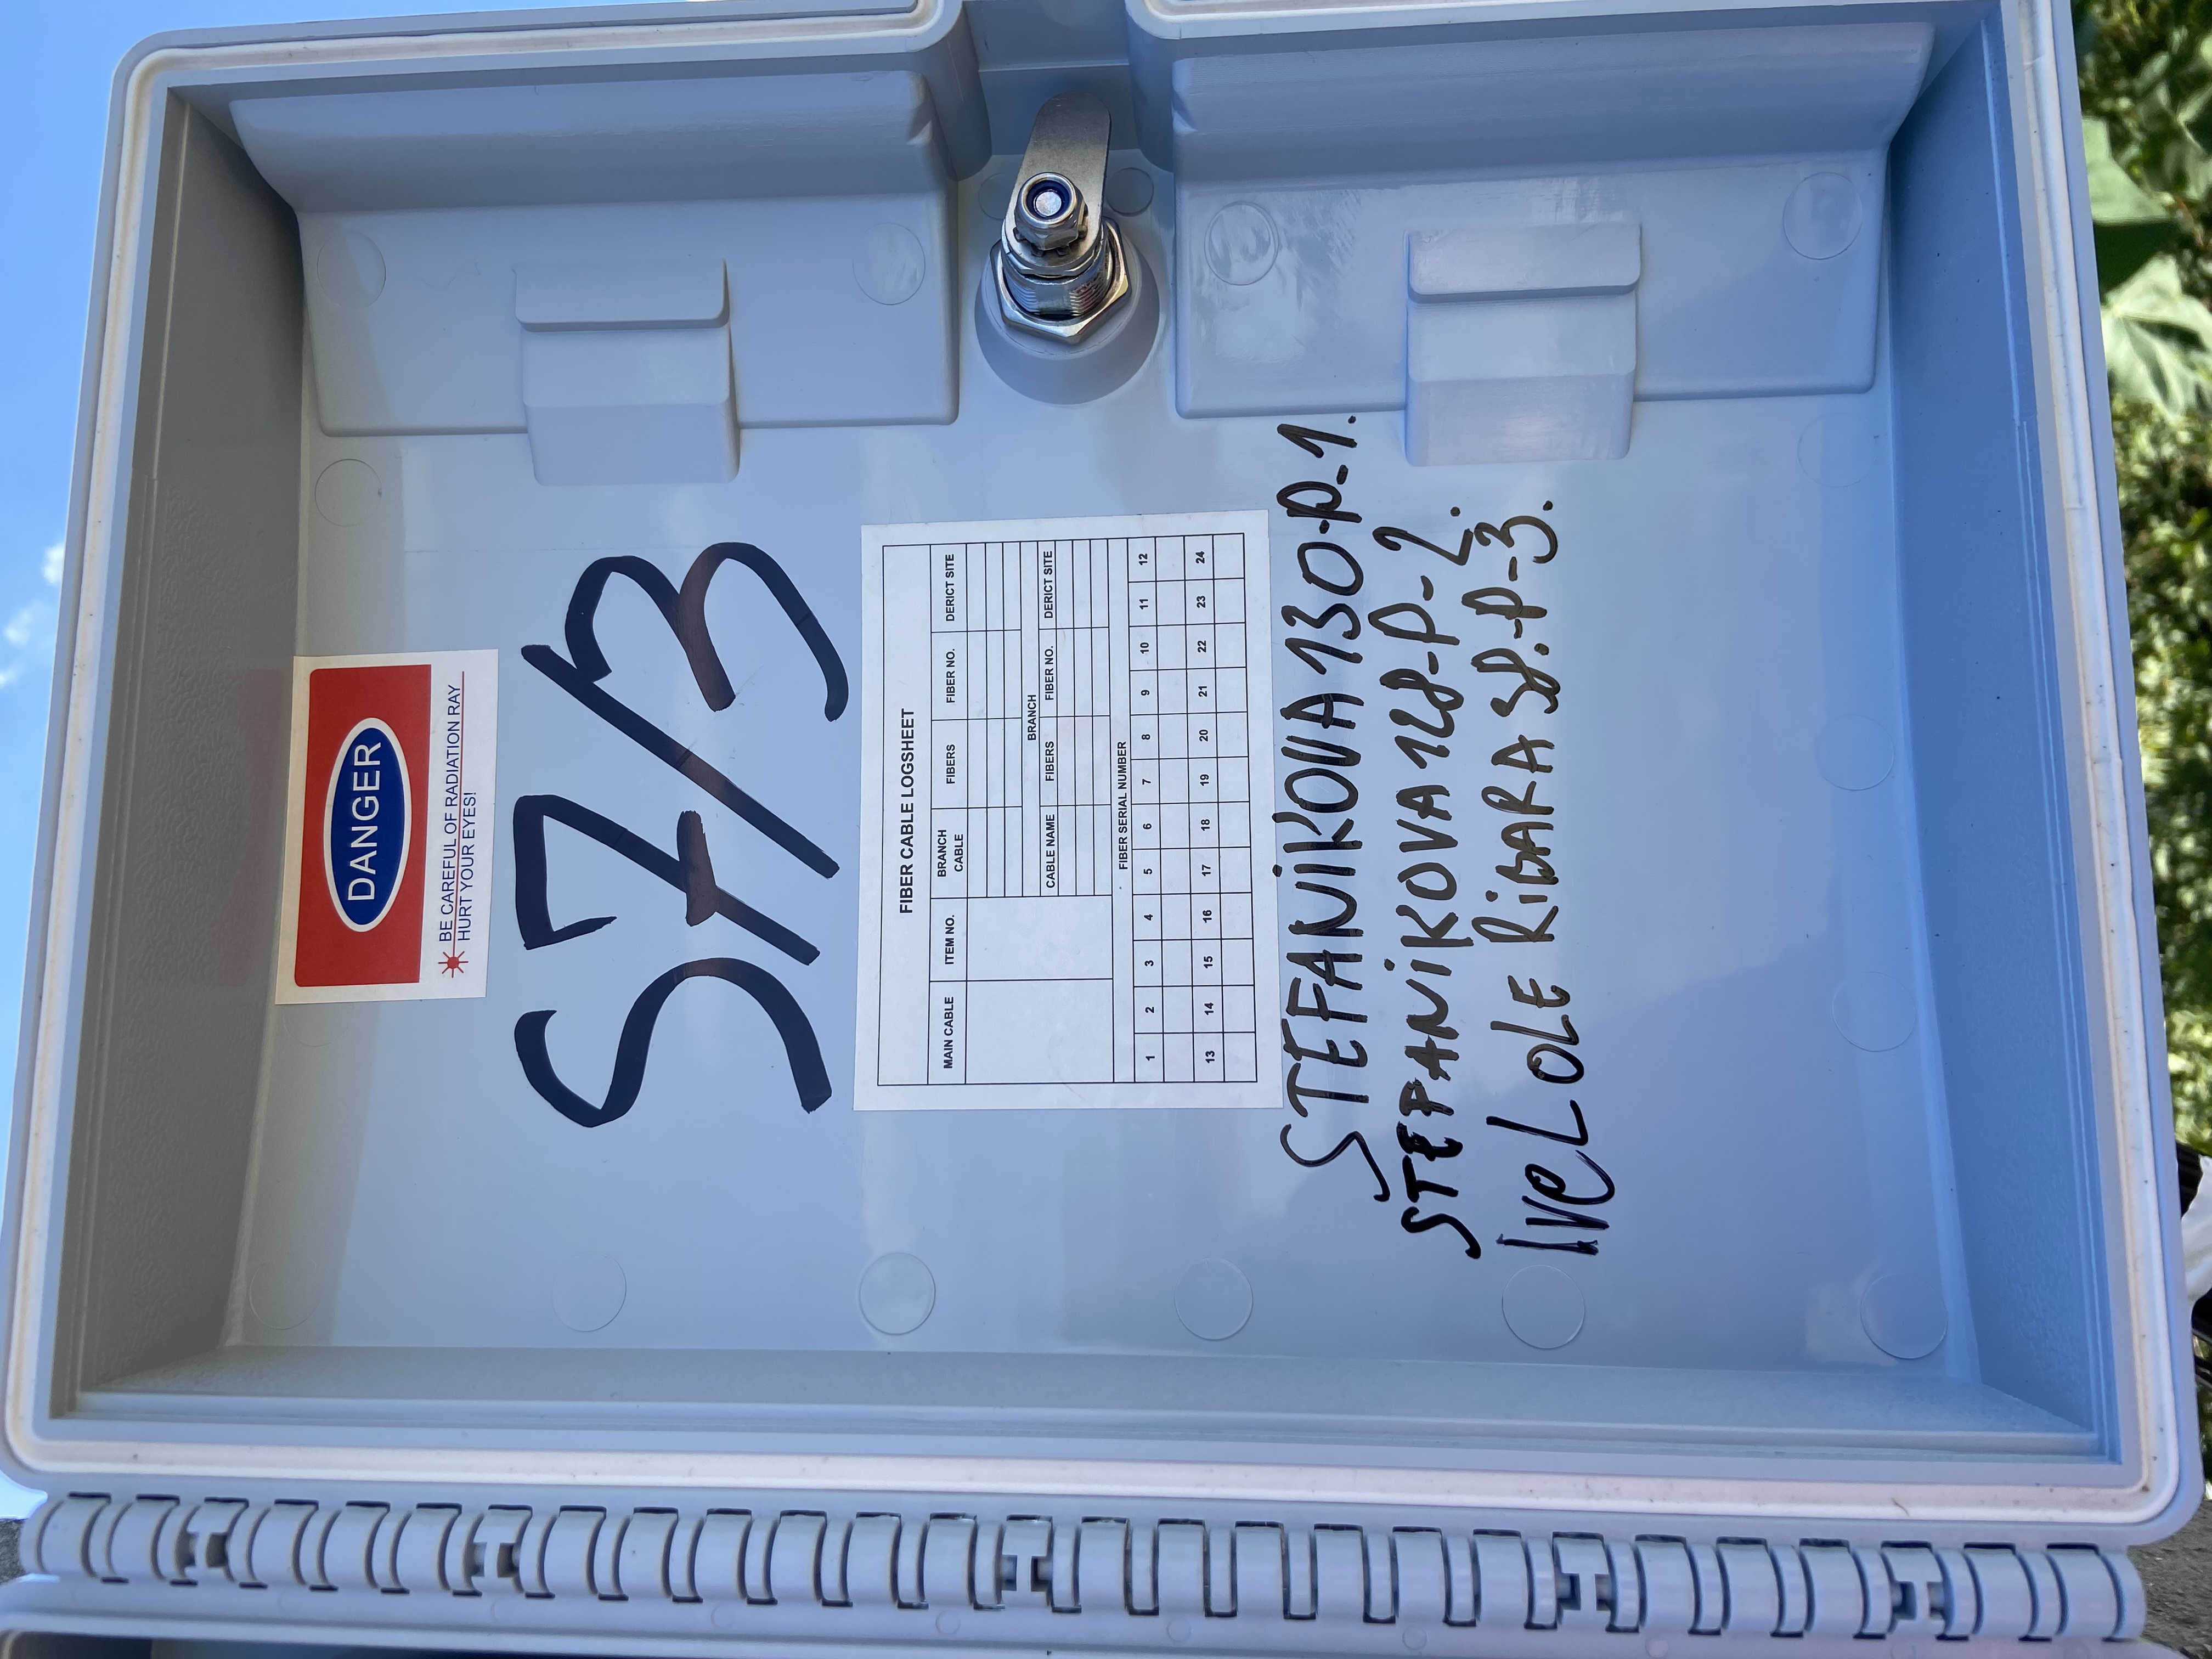 DANGER
BE CAREFUL OF RADIATION RAY
HURT YOUR EYES!
S7/3
FIBER CABLE LOGSHEET
MAIN CABLE ITEM NO. BRANCH CABLE FIBERS FIBER NO. DERICT SITE
BRANCH
CABLE NAME FIBERS FIBER NO. DERICT SITE
FIBER SERIAL NUMBER
1 2 3 4 5 6 7 8 9 10 11 12
13 14 15 16 17 18 19 20 21 22 23 24
STEFANIKOVA 130-P-1.
STEFANIKOVA 128-P-2.
IVE LOLE RIBARA 38.-P-3.